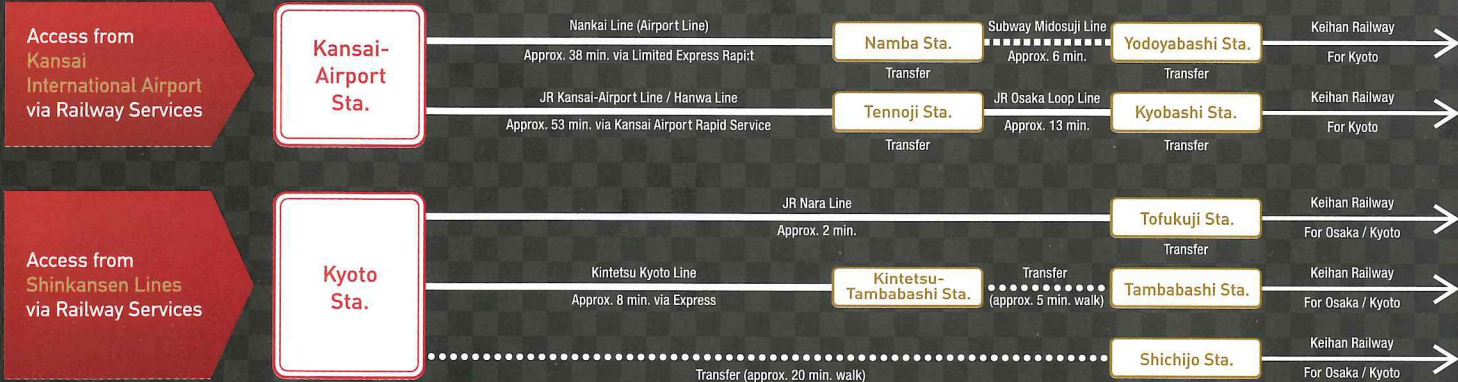 Access from
Kansai
International Airport
via Railway Services
Kansai-
Airport
Sta.
Nankai Line (Airport Line)
Approx. 38 min. via Limited Express Rapi:t
Namba Sta.
Transfer
Subway Midosuji Line
Approx. 6 min.
Yodoyabashi Sta.
Transfer
Keihan Railway
For Kyoto
JR Kansai-Airport Line / Hanwa Line
Approx. 53 min. via Kansai Airport Rapid Service
Tennoji Sta.
Transfer
JR Osaka Loop Line
Approx. 13 min.
Kyobashi Sta.
Transfer
Keihan Railway
For Kyoto
Access from
Shinkansen Lines
via Railway Services
Kyoto
Sta.
JR Nara Line
Approx. 2 min.
Tofukuji Sta.
Transfer
Keihan Railway
For Osaka / Kyoto
Kintetsu Kyoto Line
Approx. 8 min. via Express
Kintetsu-
Tambabashi Sta.
Transfer
(approx. 5 min. walk)
Tambabashi Sta.
Keihan Railway
For Osaka / Kyoto
Transfer (approx. 20 min. walk)
Shichijo Sta.
Keihan Railway
For Osaka / Kyoto